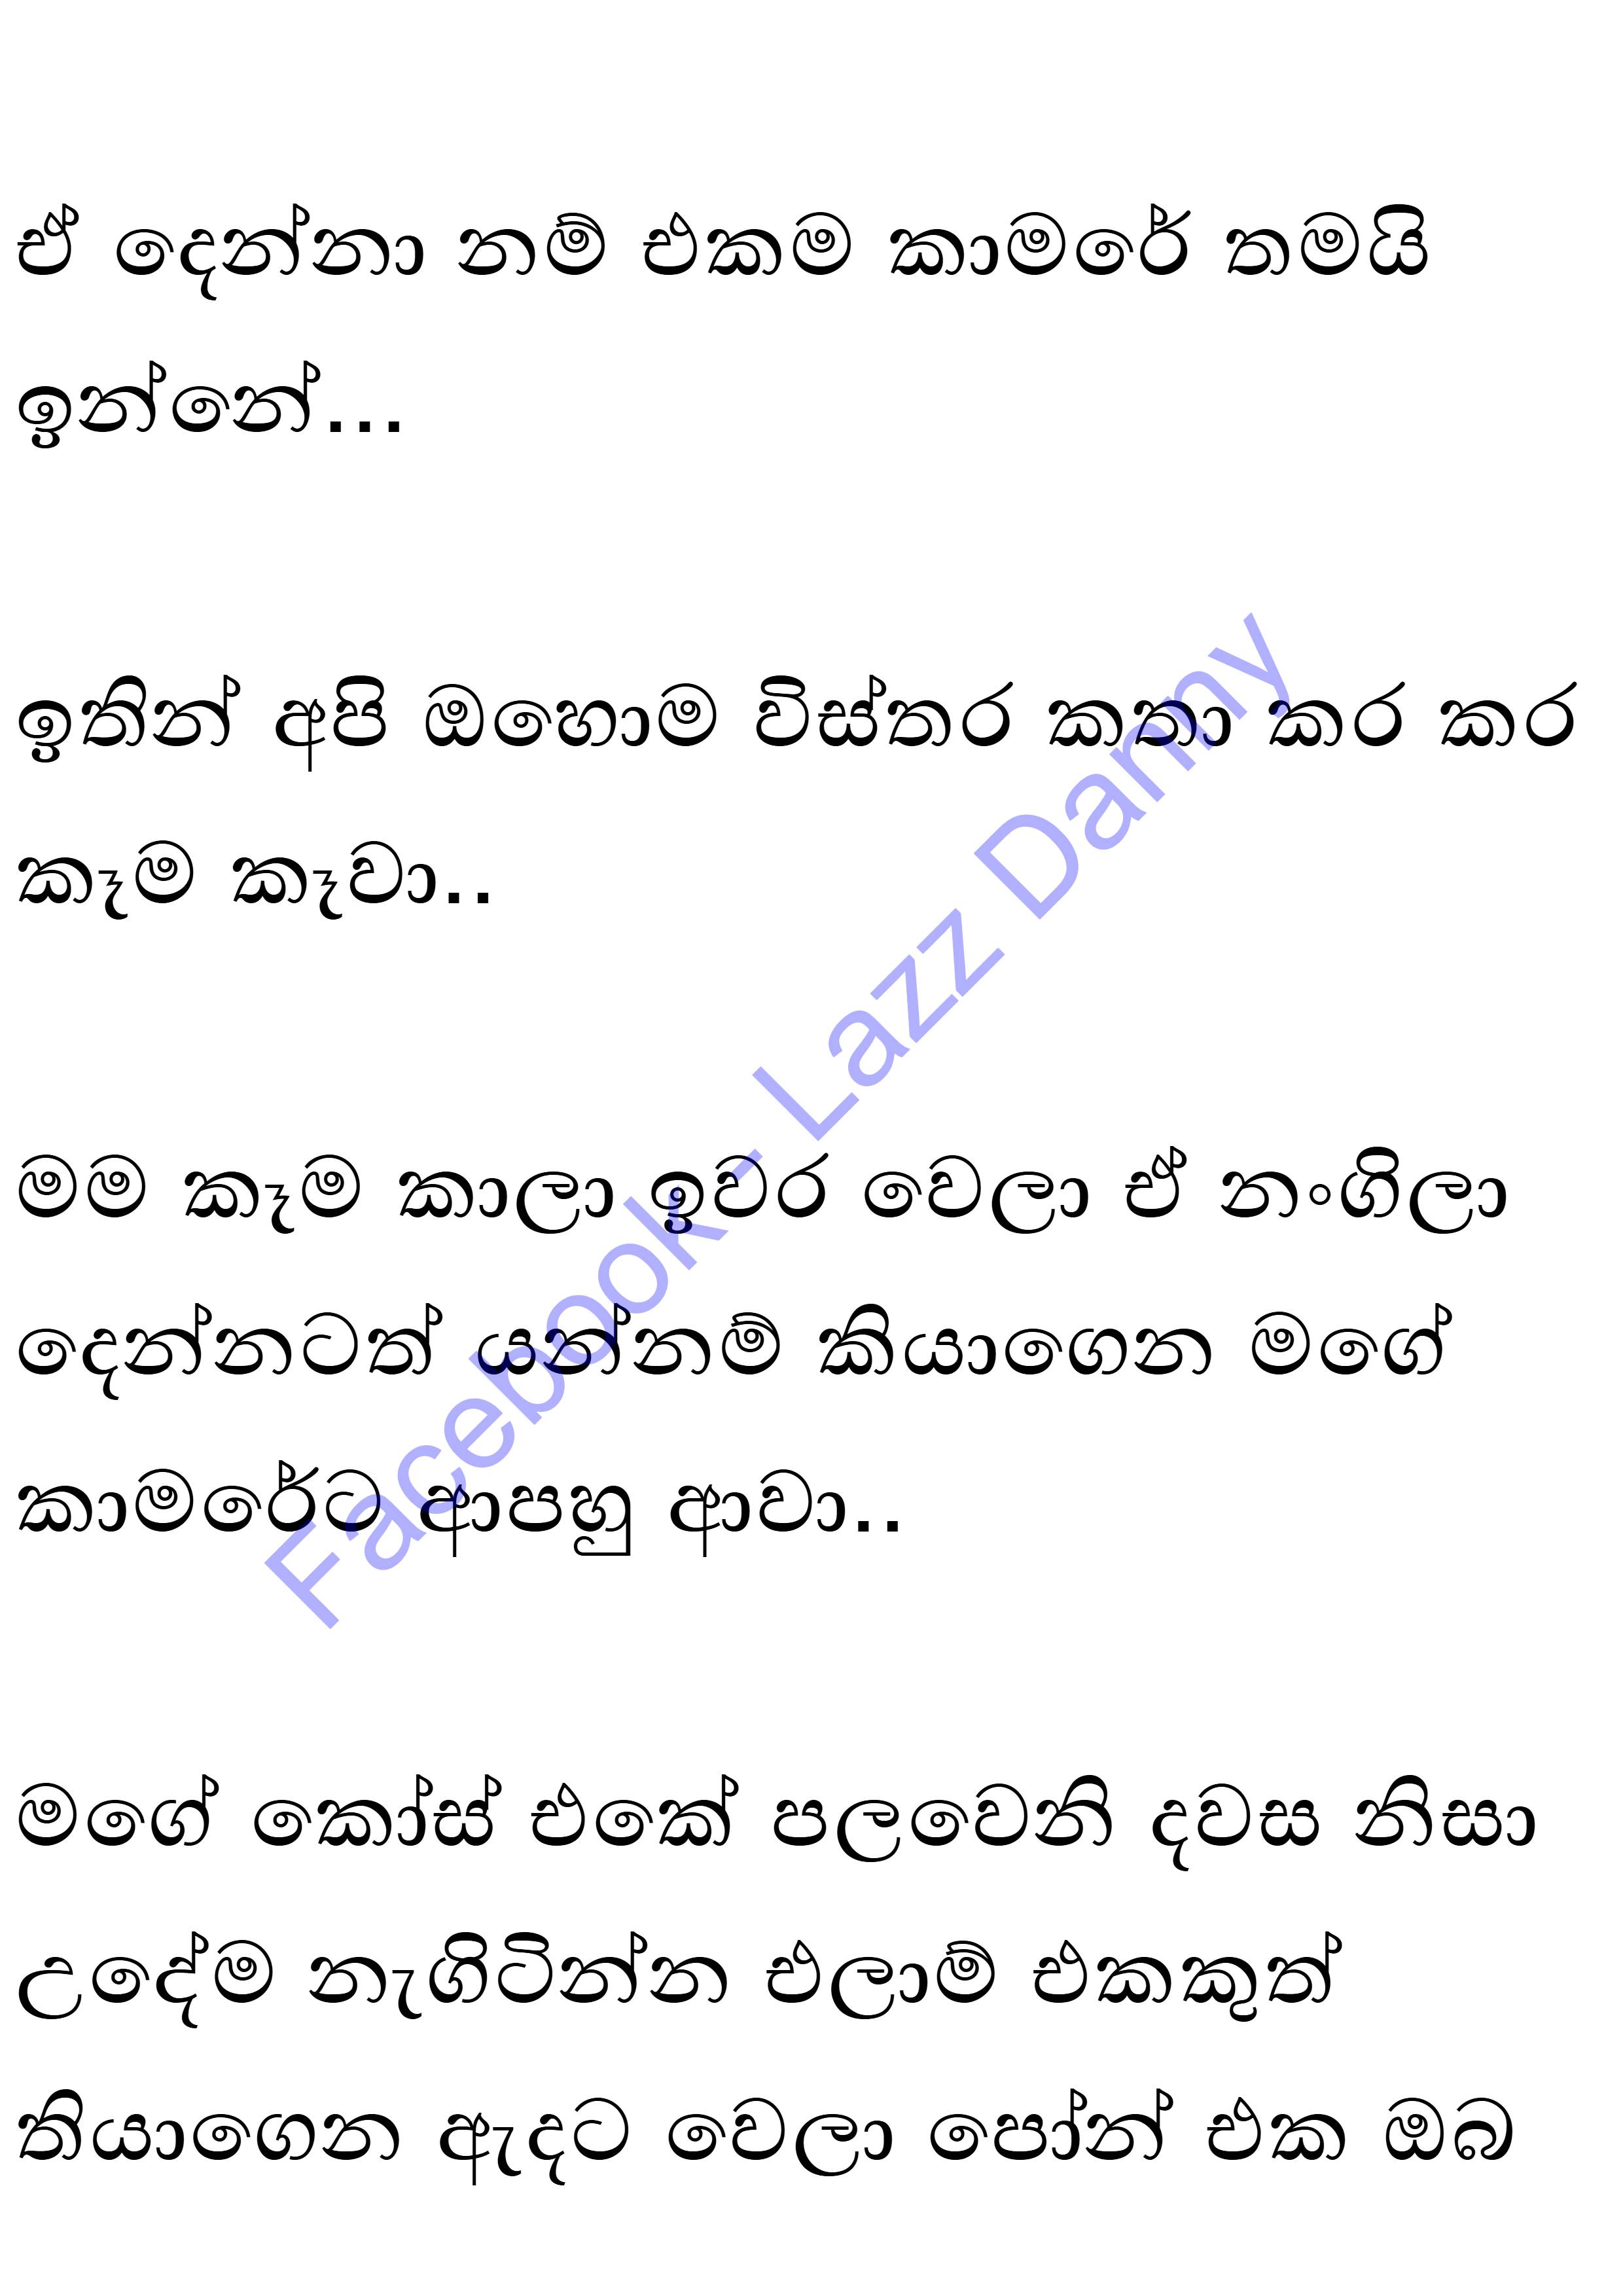 ඒ දෙන්නා නම් එකම කාමරේ තමයි
ඉන්නේ...
ඉතින් අපි ඔහොම විස්තර කතා කර කර
කෑම කෑවා..
මම කෑම කාලා ඉවර වෙලා ඒ නංගිලා
දෙන්නටත් යන්නම් කියාගෙන මගේ
කාමරේට ආපහු ආවා..
මගේ කෝස් එකේ පලවෙනි දවස නිසා
උදේම නැගිටින්න එලාම් එකකුත්
තියාගෙන ඇදට වෙලා පෝන් එක ඔබ
Facebook- Lazz Danny